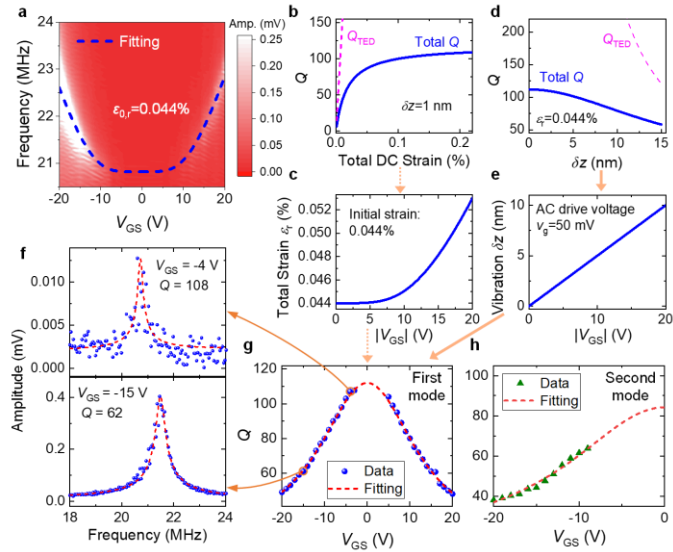 a
Amp. (mV)
Frequency (MHz)
24
23
22
21
Fitting
ε0,r=0.044%
-20 -10 0 10 20
VGS (V)
0.25
0.20
0.15
0.10
0.05
0.00
b
Q
150
100
50
0
QTED
Total Q
δz=1 nm
0.0 0.1 0.2
Total DC Strain (%)
d
Q
250
200
150
100
50
QTED
Total Q
εr=0.044%
0 5 10 15
δz (nm)
c
Total Strain εr (%)
0.052
0.050
0.048
0.046
0.044
Initial strain:
0.044%
0 5 10 15 20
|VGS| (V)
e
Vibration δz (nm)
10
5
0
AC drive voltage
vg=50 mV
0 10 20
|VGS| (V)
f
Amplitude (mV)
0.010
0.005
0.000
VGS = -4 V
Q = 108
0.4
0.2
0.0
VGS = -15 V
Q = 62
18 20 22 24
Frequency (MHz)
g
Q
120
100
80
60
First
mode
Data
Fitting
-20 -10 0 10 20
VGS (V)
h
100
80
60
40
Data
Fitting
Second
mode
-20 -10 0
VGS (V)